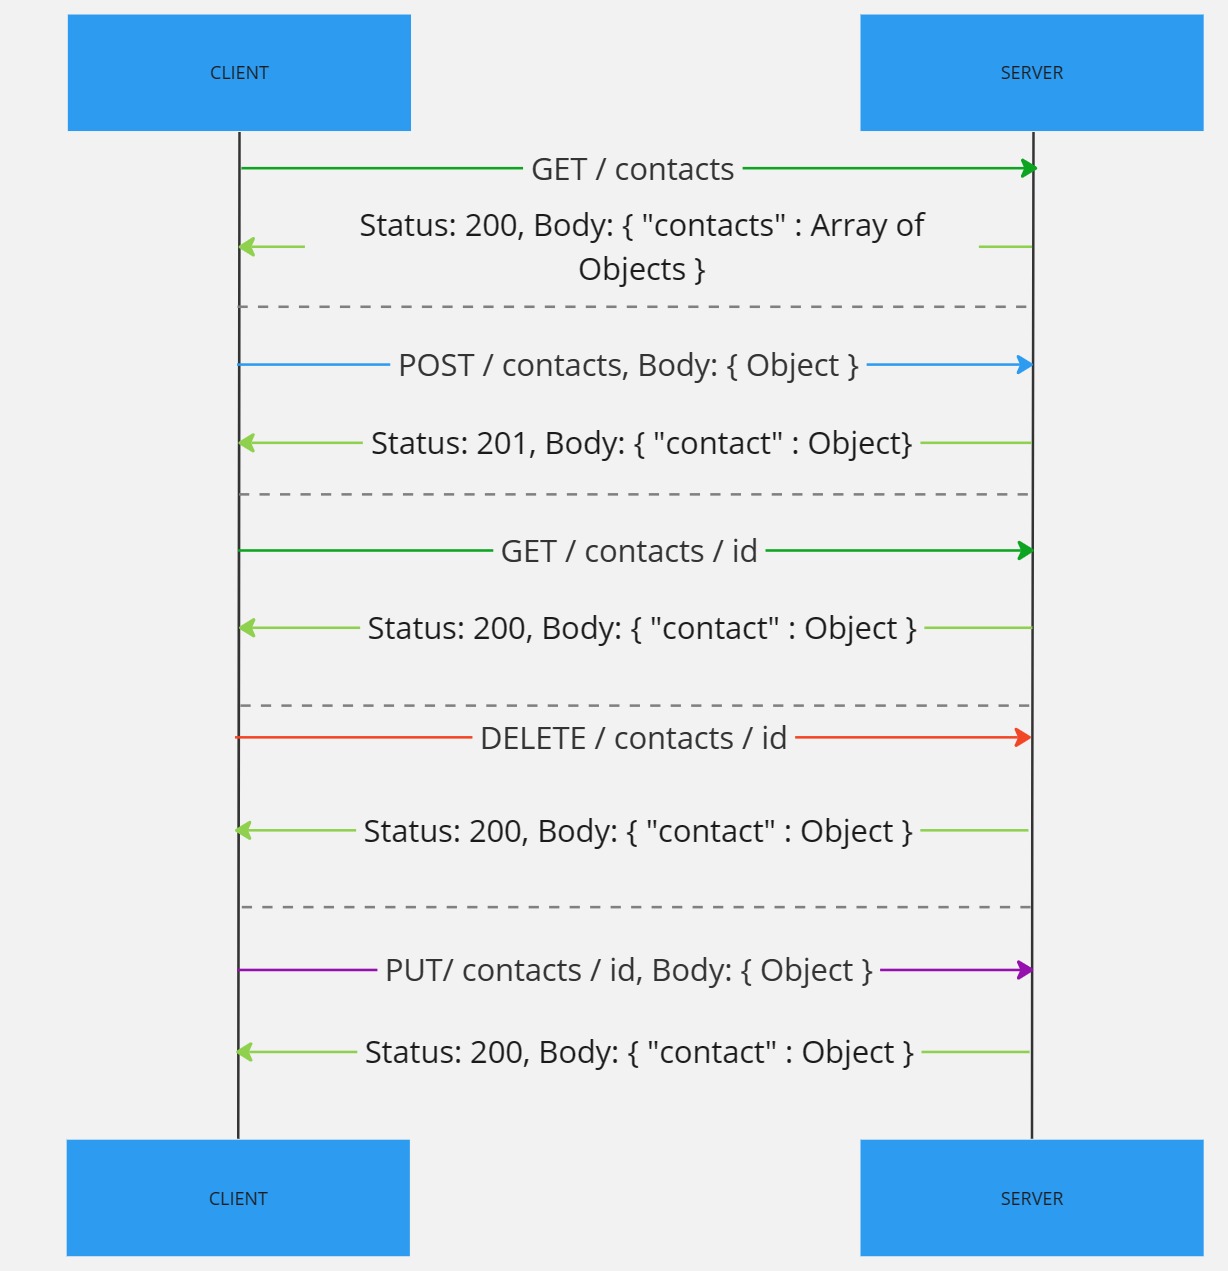 CLIENT
SERVER
GET / contacts
Status: 200, Body: { "contacts" : Array of
Objects }
POST / contacts, Body: { Object }
Status: 201, Body: { "contact" : Object}
GET / contacts / id
Status: 200, Body: { "contact" : Object }
DELETE / contacts / id
Status: 200, Body: { "contact" : Object }
PUT/ contacts / id, Body: { Object }
Status: 200, Body: { "contact" : Object }
CLIENT
SERVER